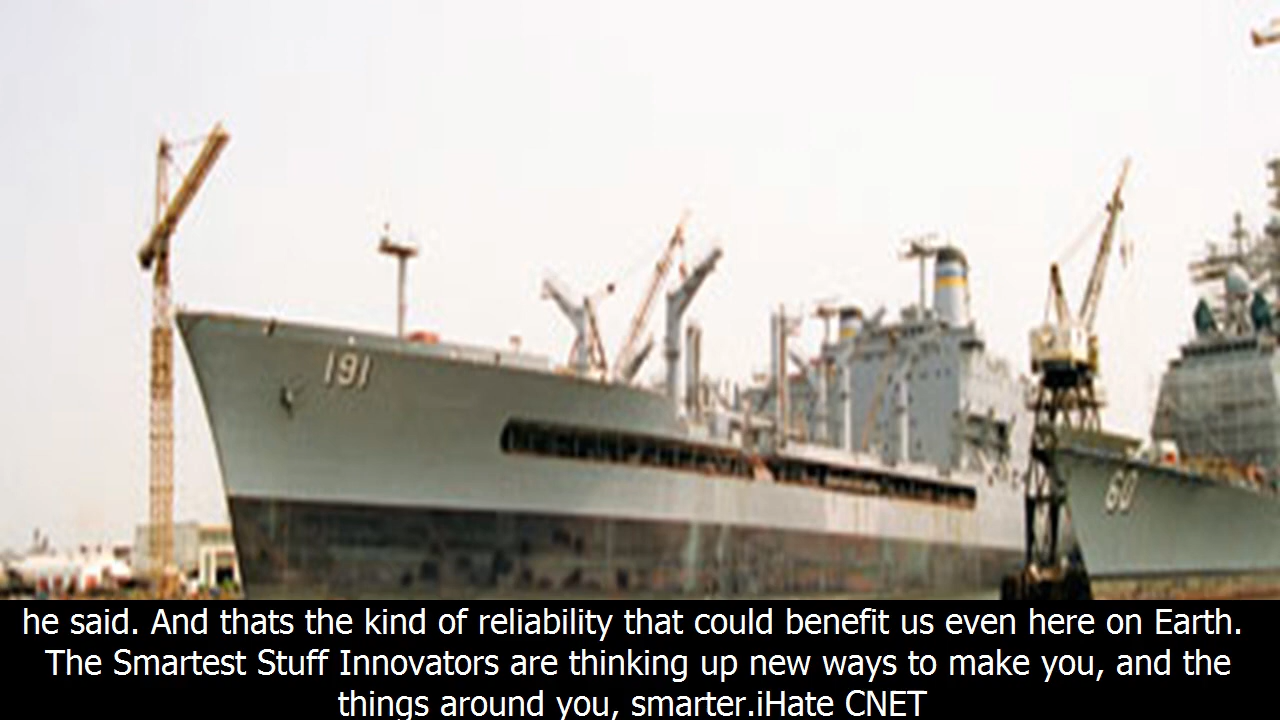 191
60
he said. And thats the kind of reliability that could benefit us even here on Earth.
The Smartest Stuff Innovators are thinking up new ways to make you, and the
things around you, smarter.iHate CNET